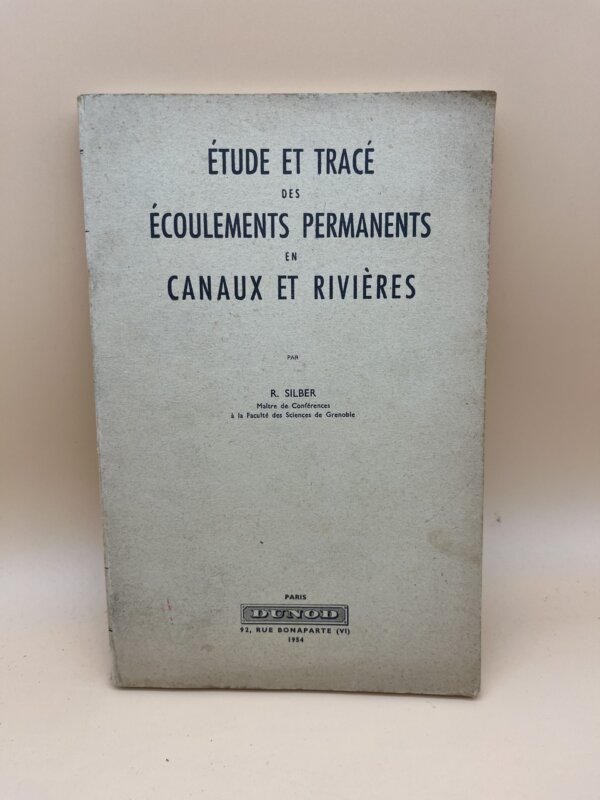 ÉTUDE ET TRACÉ
DES
ÉCOULEMENTS PERMANENTS
EN
CANAUX ET RIVIÈRES
PAR
R. SILBER
Maître de Conférences
à la Faculté des Sciences de Grenoble
PARIS
DUNOD
92, RUE BONAPARTE (VI)
1954